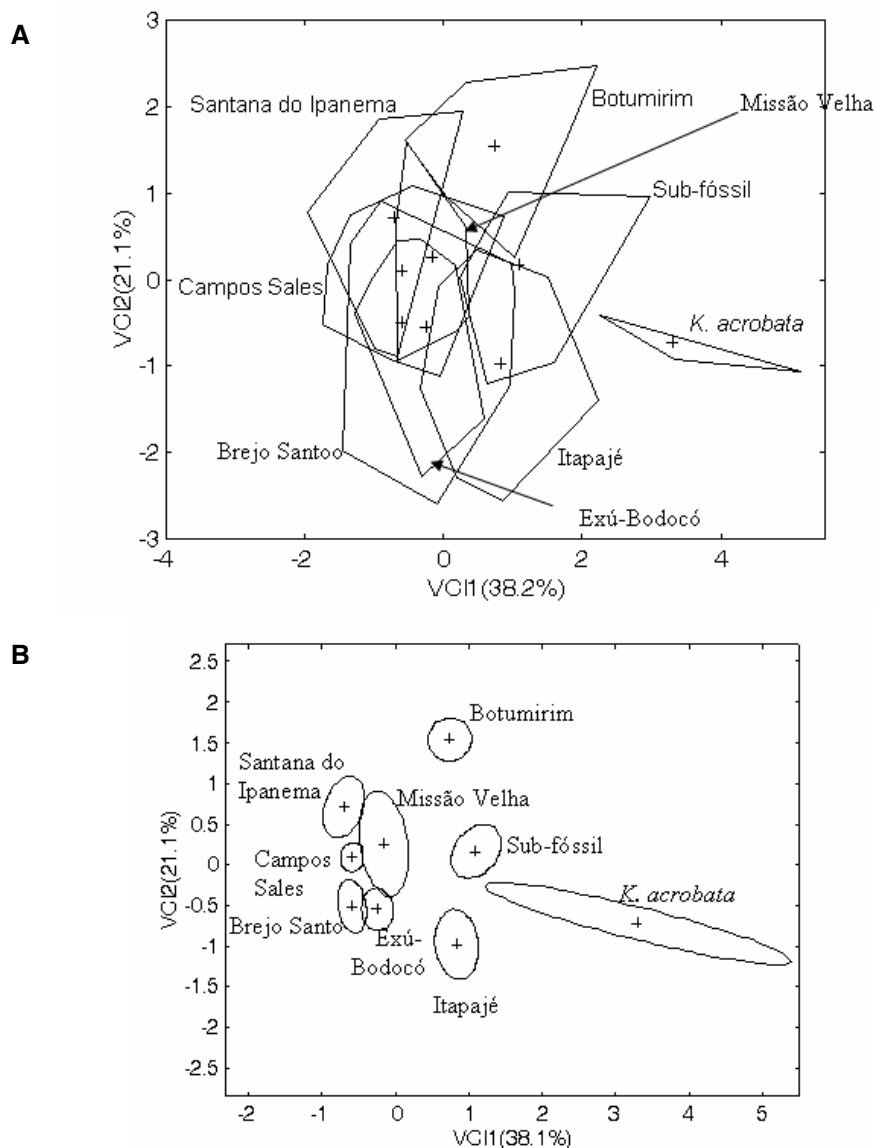 A
3
2
1
0
-1
-2
-3
-4
-2
0
2
4
VCI2(21.1%)
VCI1(38.2%)
Santana do Ipanema
Botumirim
Missão Velha
Sub-fóssil
Campos Sales
K. acrobata
Brejo Santoo
Itapajé
Exú-Bodocó
B
2.5
2
1.5
1
0.5
0
-0.5
-1
-1.5
-2
-2.5
-2
-1
0
1
2
3
4
5
VCI2(21.1%)
VCI1(38.1%)
Botumirim
Santana do
Ipanema
Missão Velha
Sub-fóssil
Campos
Sales
K. acrobata
Brejo Santo
Exú-
Bodocó
Itapajé